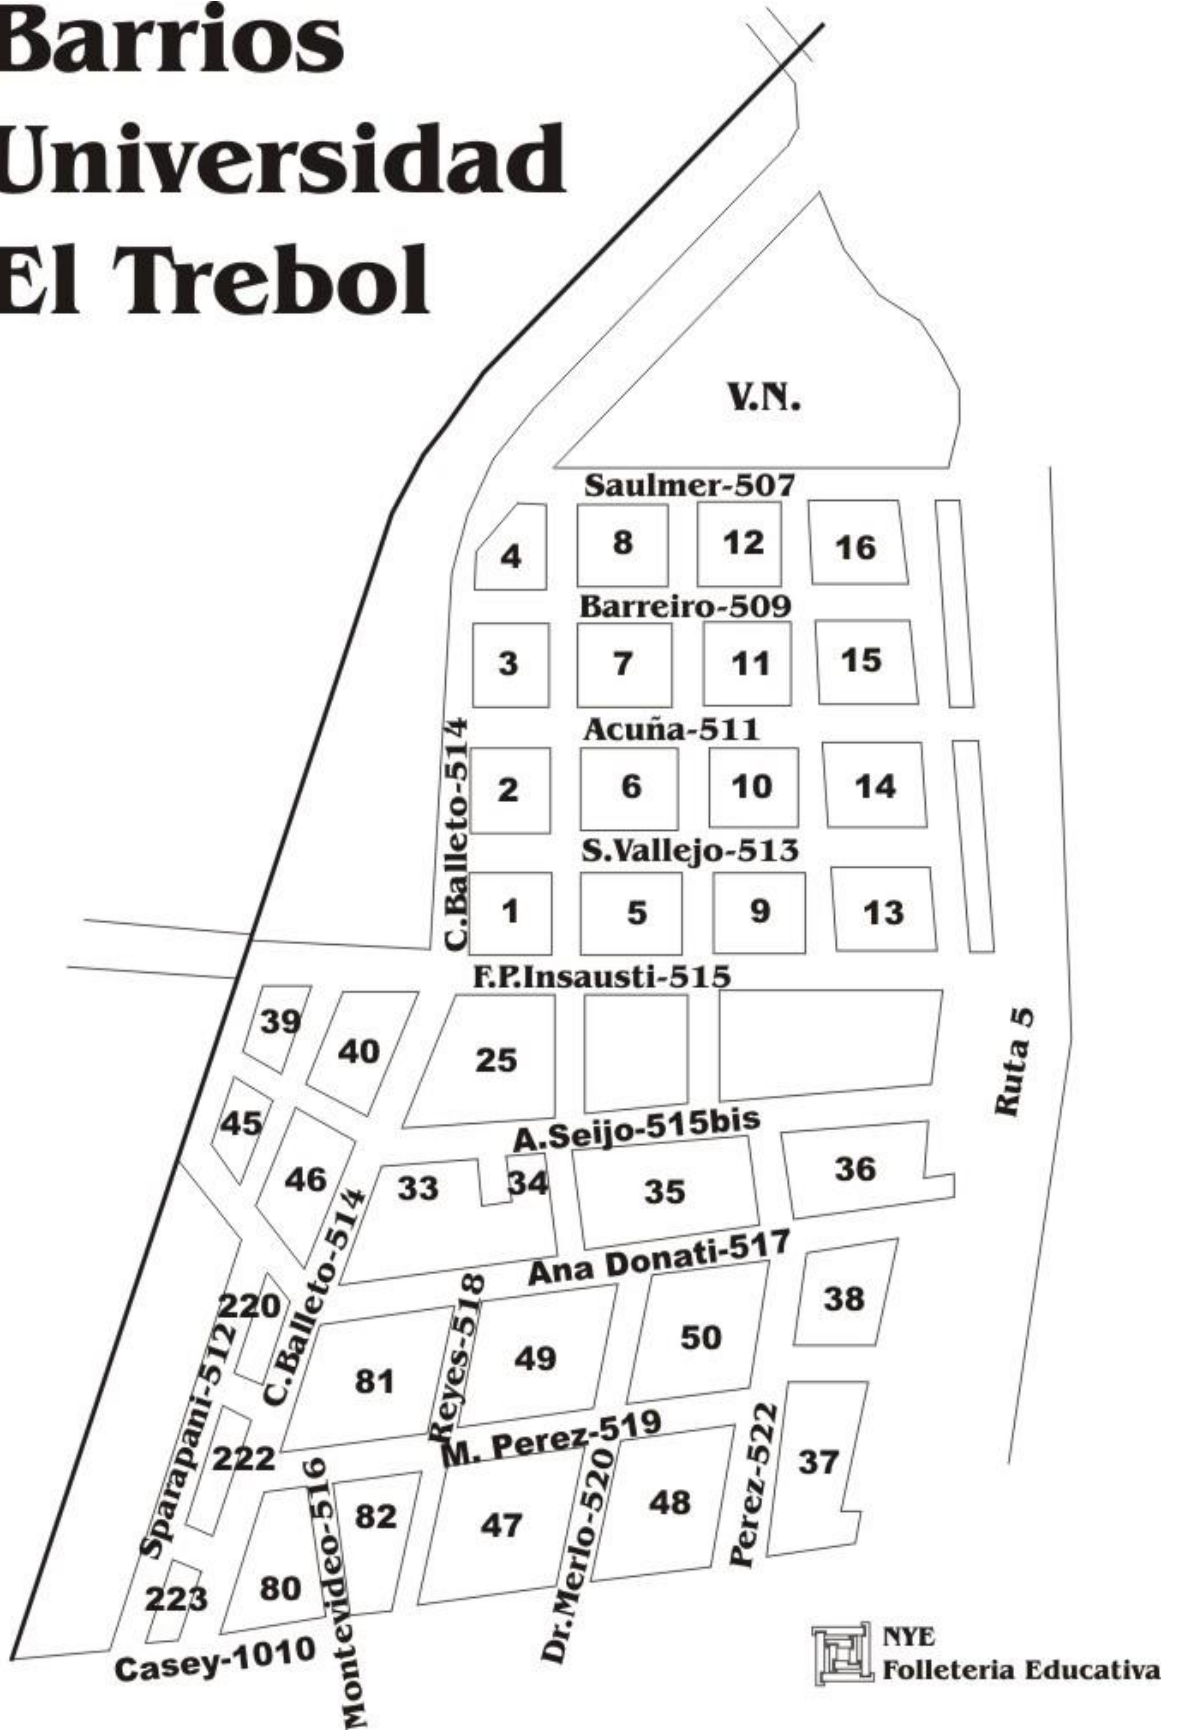 Barrios
Universidad
El Trebol
V.N.
Saulmer-507
4
8
12
16
Barreiro-509
3
7
11
15
Acuña-511
C.Balleto-514
2
6
10
14
S.Vallejo-513
1
5
9
13
F.P.Insausti-515
39
40
25
Ruta 5
45
A.Seijo-515bis
46
33
34
35
36
C.Balleto-514
Ana Donati-517
220
Reyes-518
38
81
49
50
Sparapani-512
M. Perez-519
222
Montevideo-516
82
47
Dr.Merlo-520
48
Perez-522
37
223
80
Casey-1010
NYE
Folleteria Educativa